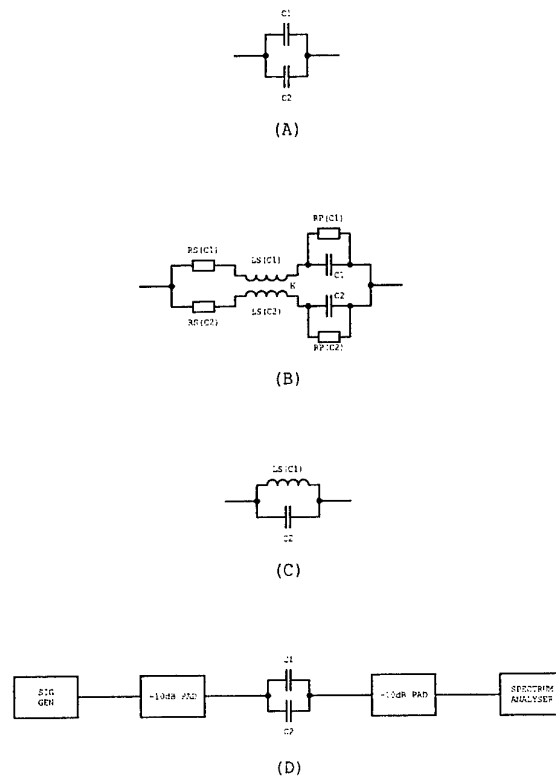 C1
C2
(A)
RP(C1)
RS(C1)
LS(C1)
C1
K
C2
LS(C2)
RS(C2)
RP(C2)
(B)
LS(C1)
C2
(C)
C1
SIG GEN
-10dB PAD
-10dB PAD
SPECTRUM ANALYSER
C2
(D)